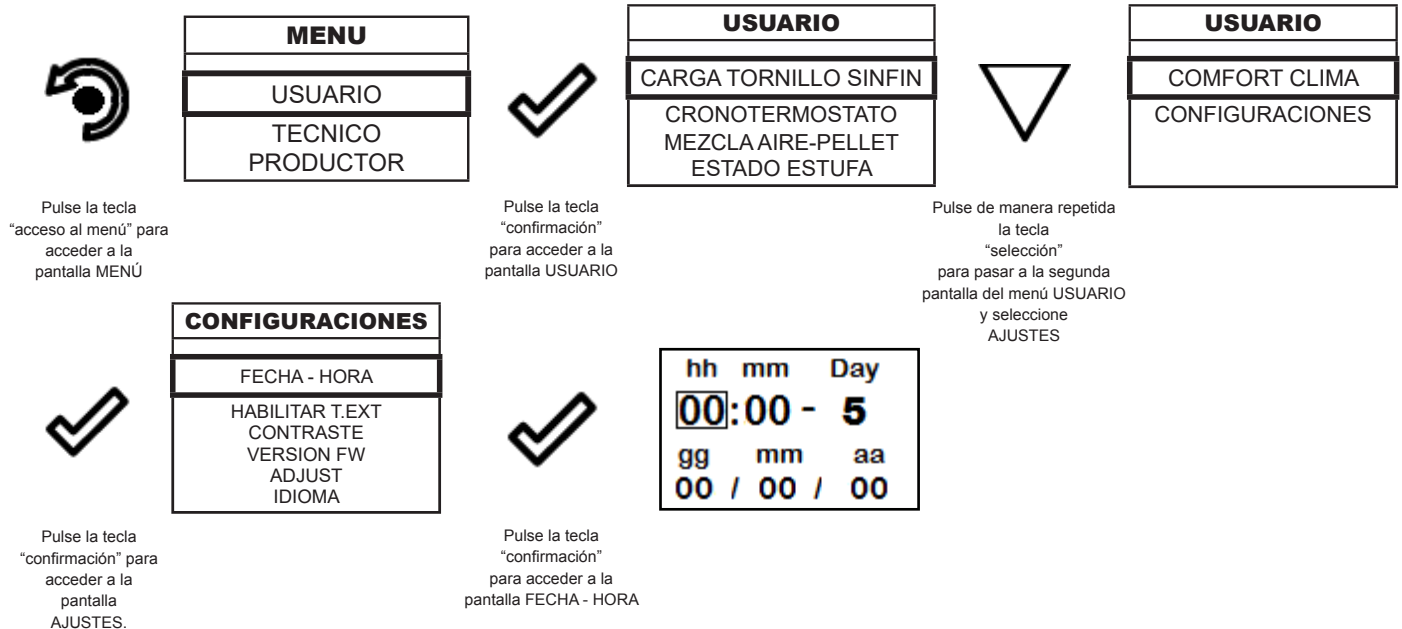 MENU
USUARIO
TECNICO
PRODUCTOR
Pulse la tecla
“acceso al menú” para
acceder a la
pantalla MENÚ
Pulse la tecla
“confirmación”
para acceder a la
pantalla USUARIO
USUARIO
CARGA TORNILLO SINFIN
CRONOTERMOSTATO
MEZCLA AIRE-PELLET
ESTADO ESTUFA
Pulse de manera repetida
la tecla
“selección”
para pasar a la segunda
pantalla del menú USUARIO
y seleccione
AJUSTES
USUARIO
COMFORT CLIMA
CONFIGURACIONES
Pulse la tecla
“confirmación” para
acceder a la
pantalla
AJUSTES.
CONFIGURACIONES
FECHA - HORA
HABILITAR T.EXT
CONTRASTE
VERSION FW
ADJUST
IDIOMA
Pulse la tecla
“confirmación”
para acceder a la
pantalla FECHA - HORA
hh mm Day
00:00 - 5
gg mm aa
00 / 00 / 00